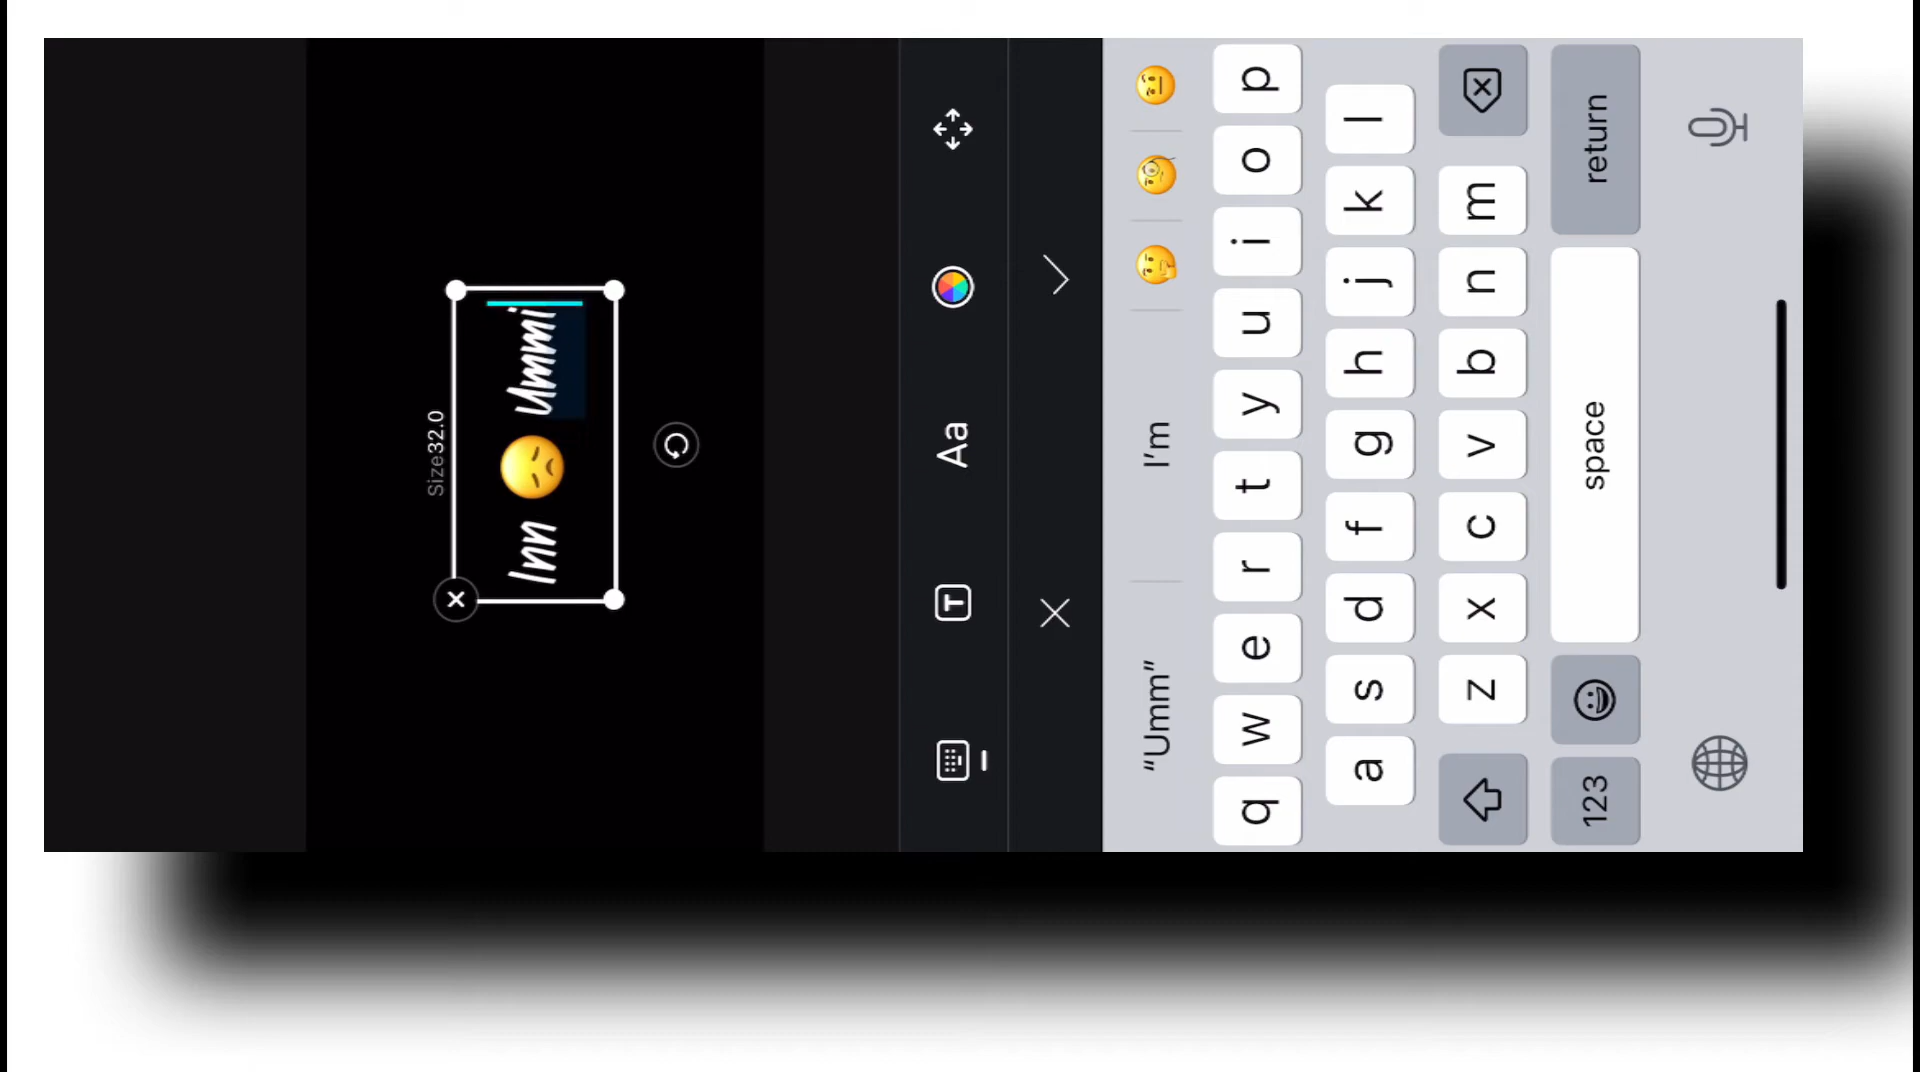 Size32.0
Inn 😞 Ummi
Aa
T
"Umm" I'm 🤔 🧐 🤨
q w e r t y u i o p
a s d f g h j k l
z x c v b n m
123 space return